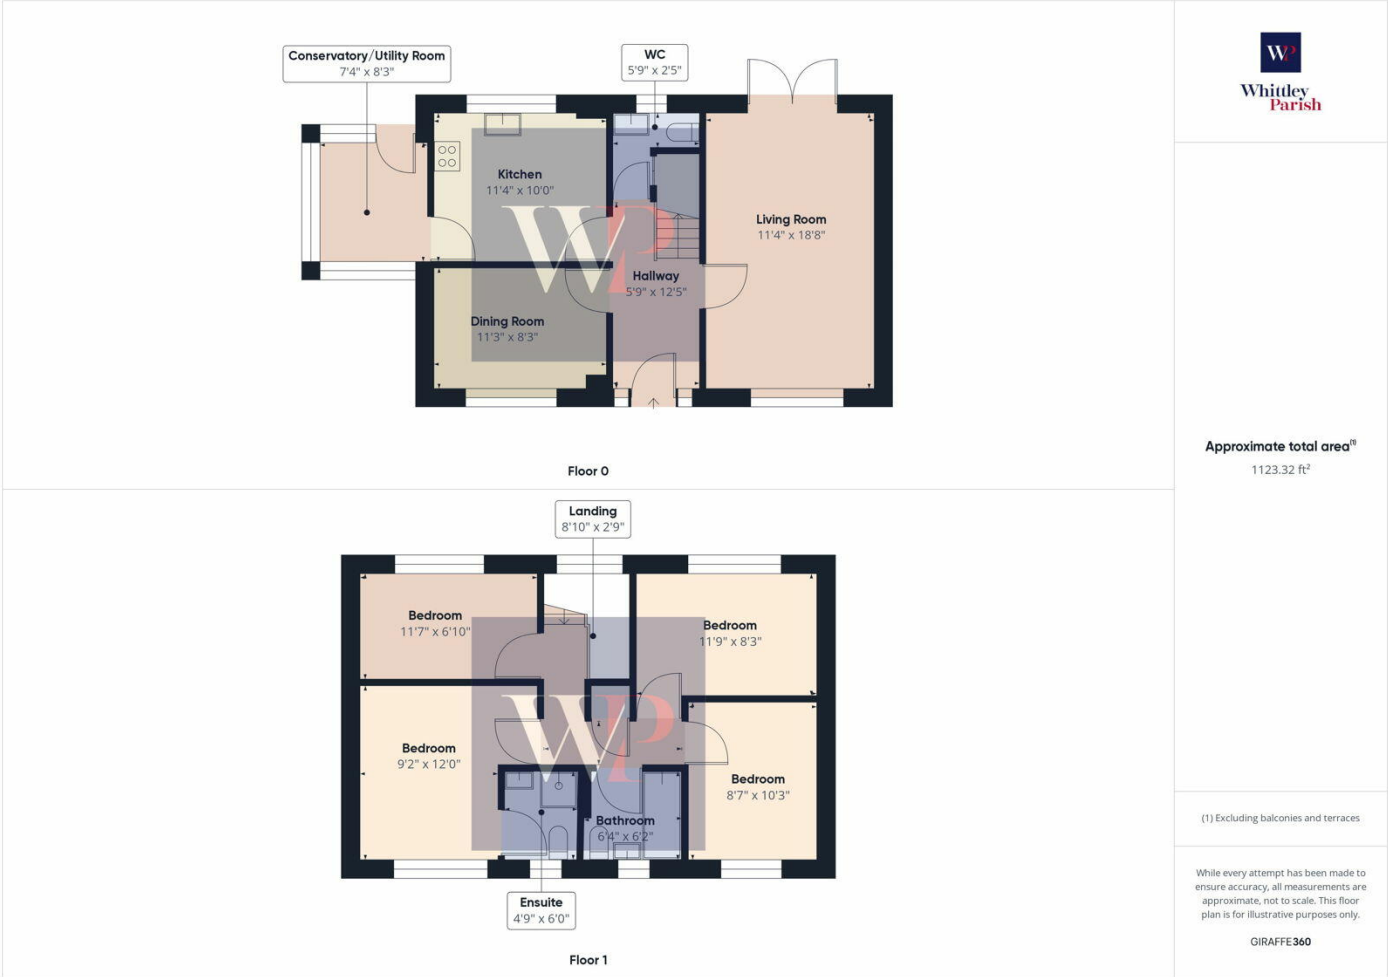 Conservatory/Utility Room
7'4" x 8'3"
WC
5'9" x 2'5"
Kitchen
11'4" x 10'0"
Living Room
11'4" x 18'8"
Hallway
5'9" x 12'5"
Dining Room
11'3" x 8'3"
WP
Floor 0
Landing
8'10" x 2'9"
Bedroom
11'7" x 6'10"
Bedroom
11'9" x 8'3"
Bedroom
9'2" x 12'0"
Bedroom
8'7" x 10'3"
Bathroom
6'4" x 6'2"
WP
Ensuite
4'9" x 6'0"
Floor 1
WP
Whittley
Parish
Approximate total area(1)
1123.32 ft²
(1) Excluding balconies and terraces
While every attempt has been made to
ensure accuracy, all measurements are
approximate, not to scale. This floor
plan is for illustrative purposes only.
GIRAFFE360